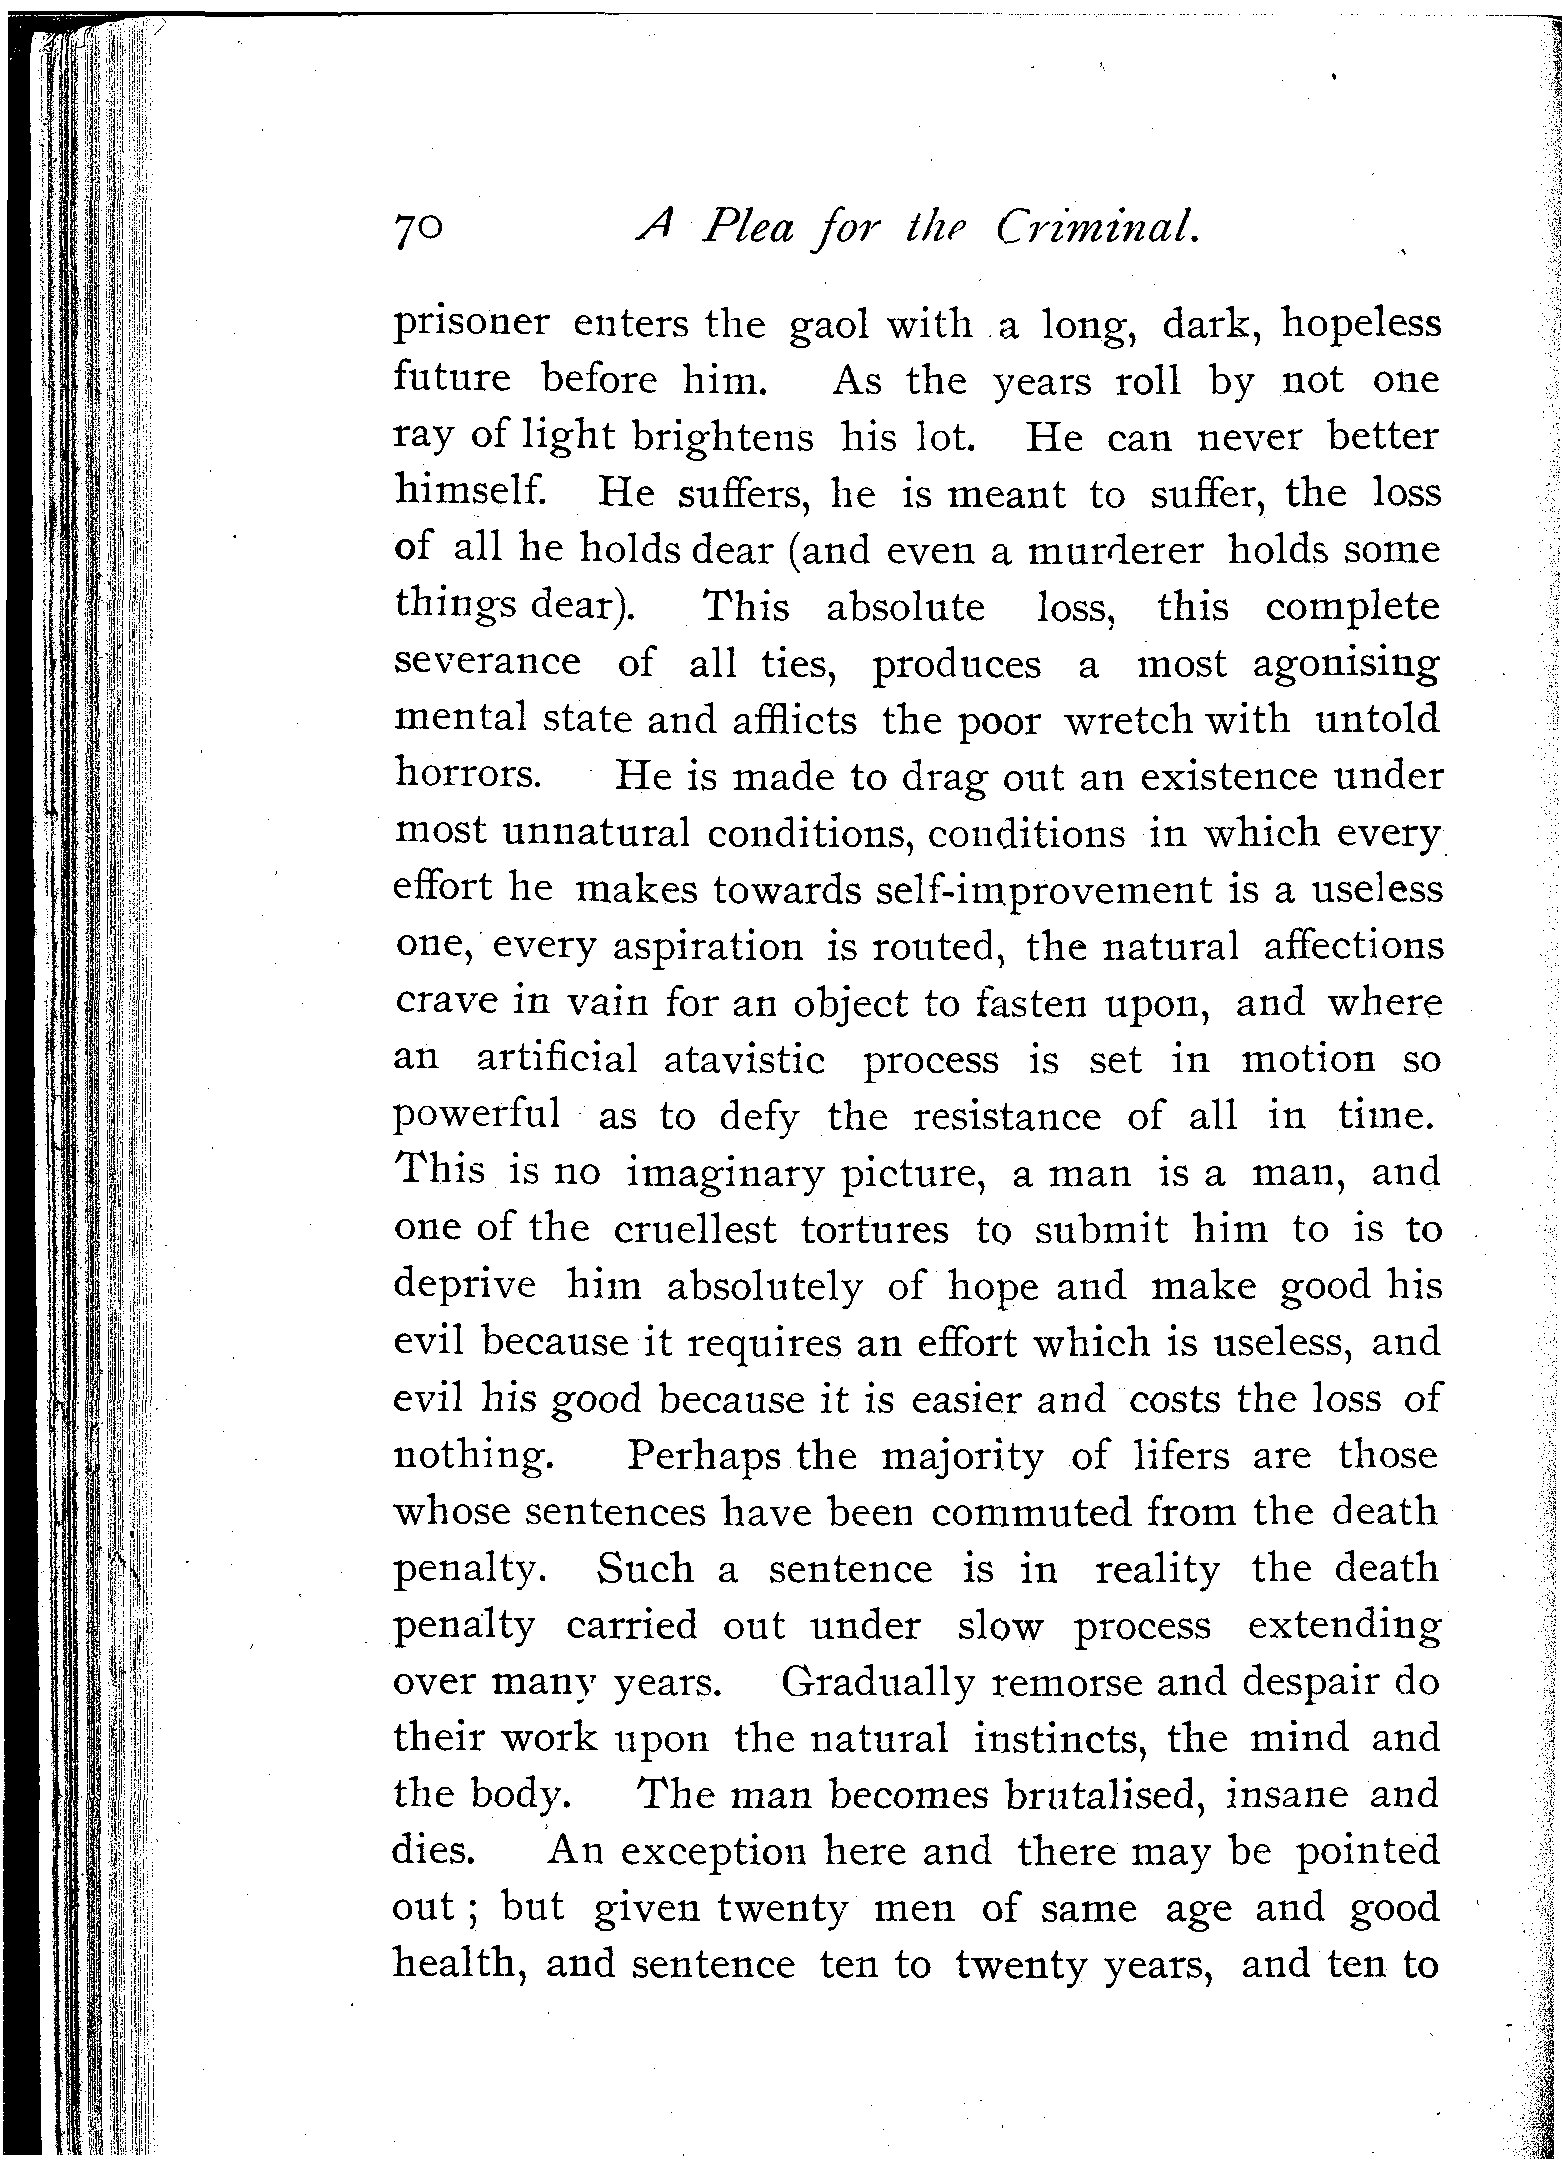 70 A Plea for the Criminal.
prisoner enters the gaol with a long, dark, hopeless
future before him. As the years roll by not one
ray of light brightens his lot. He can never better
himself. He suffers, he is meant to suffer, the loss
of all he holds dear (and even a murderer holds some
things dear). This absolute loss, this complete
severance of all ties, produces a most agonising
mental state and afflicts the poor wretch with untold
horrors. He is made to drag out an existence under
most unnatural conditions, conditions in which every
effort he makes towards self-improvement is a useless
one, every aspiration is routed, the natural affections
crave in vain for an object to fasten upon, and where
an artificial atavistic process is set in motion so
powerful as to defy the resistance of all in time.
This is no imaginary picture, a man is a man, and
one of the cruellest tortures to submit him to is to
deprive him absolutely of hope and make good his
evil because it requires an effort which is useless, and
evil his good because it is easier and costs the loss of
nothing. Perhaps the majority of lifers are those
whose sentences have been commuted from the death
penalty. Such a sentence is in reality the death
penalty carried out under slow process extending
over many years. Gradually remorse and despair do
their work upon the natural instincts, the mind and
the body. The man becomes brutalised, insane and
dies. An exception here and there may be pointed
out ; but given twenty men of same age and good
health, and sentence ten to twenty years, and ten to